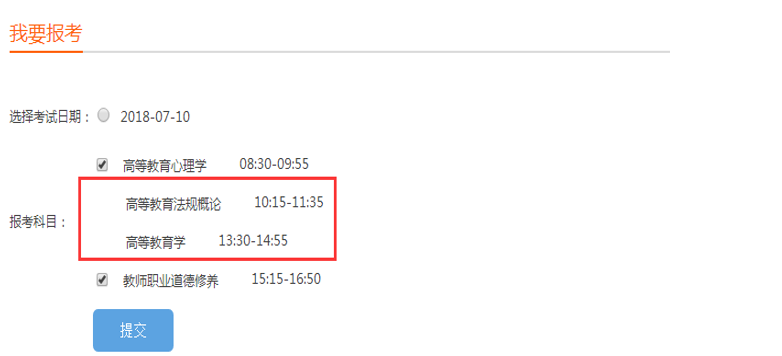 我要报考
选择考试日期： 2018-07-10
高等教育心理学 08:30-09:55
高等教育法规概论 10:15-11:35
报考科目：
高等教育学 13:30-14:55
教师职业道德修养 15:15-16:50
提交